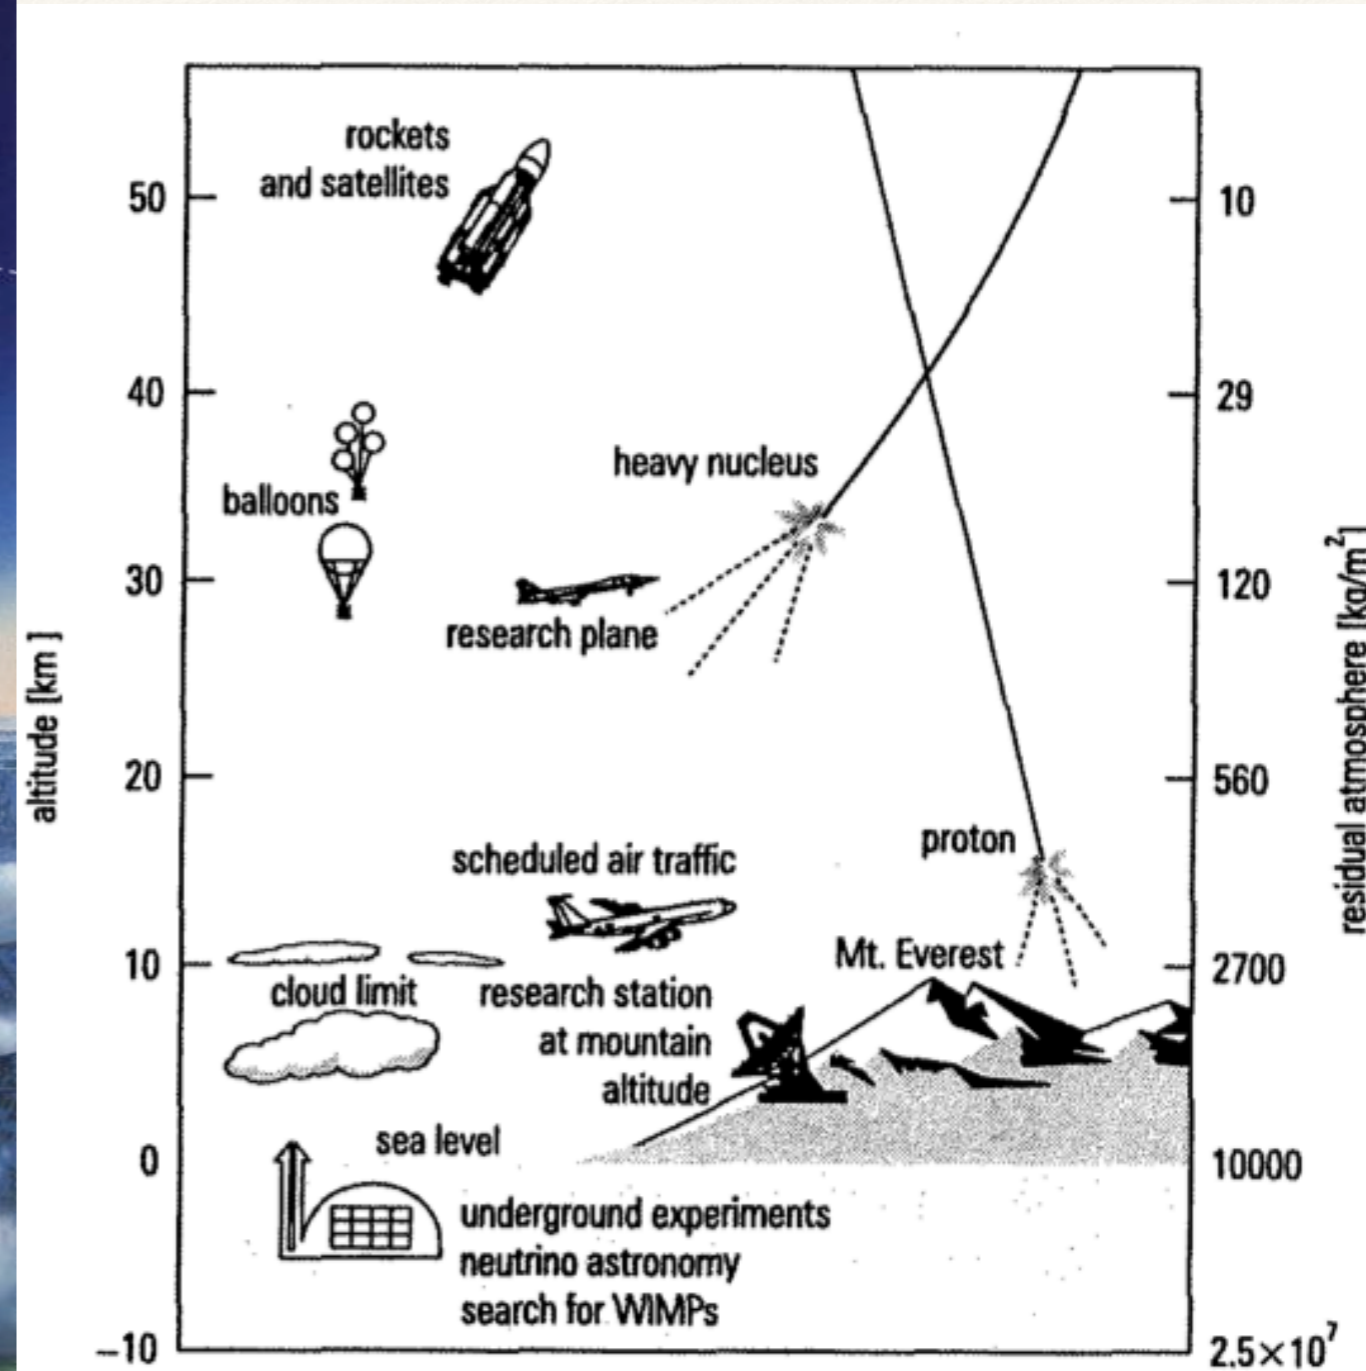 rockets
and satellites
50
10
40
29
heavy nucleus
balloons
30
120
research plane
altitude [km]
residual atmosphere [kg/m²]
20
560
proton
scheduled air traffic
Mt. Everest
10
2700
cloud limit
research station
at mountain
altitude
sea level
0
10000
underground experiments
neutrino astronomy
search for WIMPs
−10
2.5×10⁷